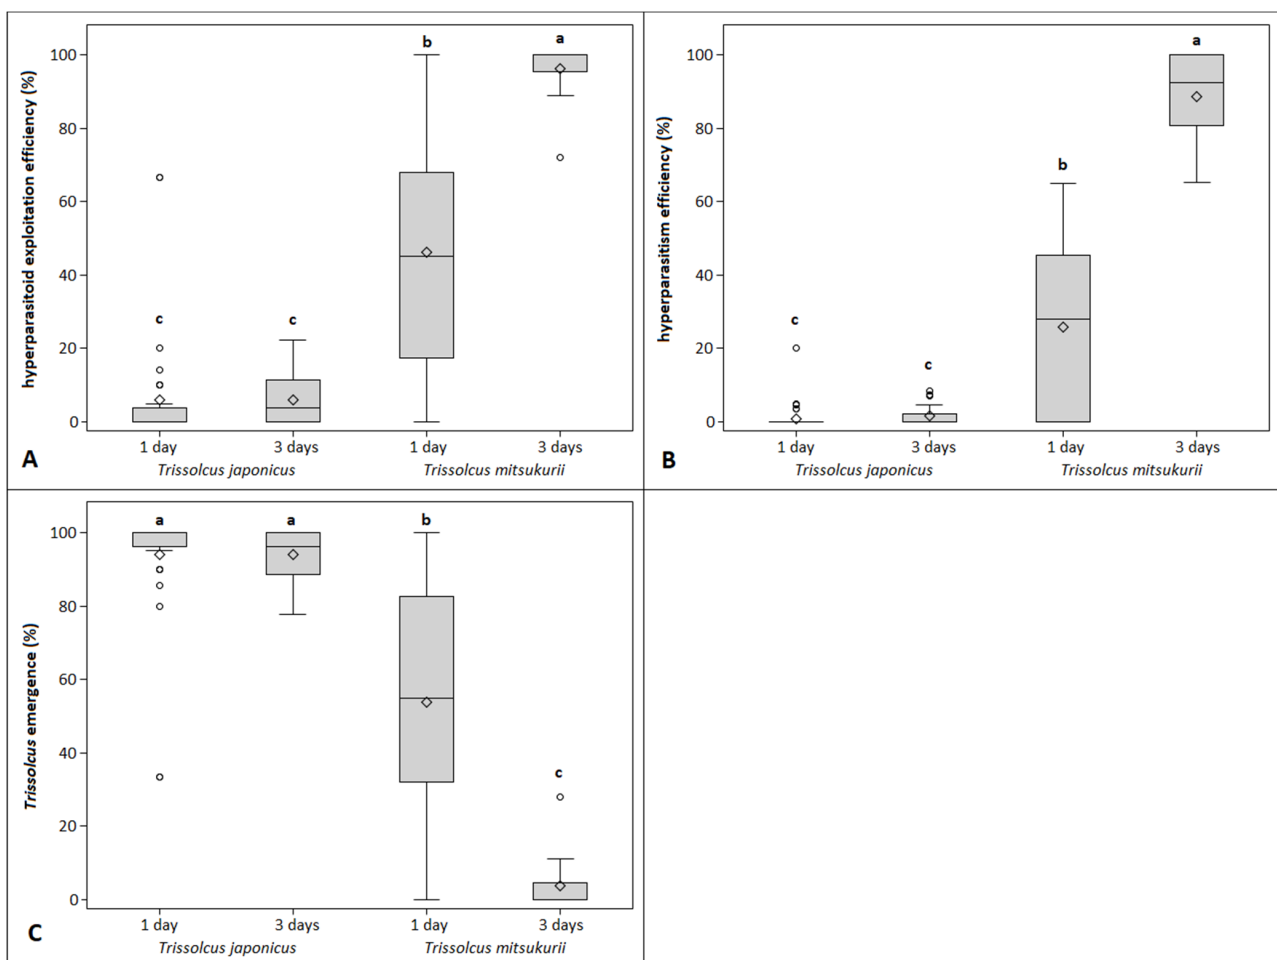 hyperparasitoid exploitation efficiency (%)
100
80
60
40
20
0
c
c
b
a
1 day
3 days
1 day
3 days
Trissolcus japonicus
Trissolcus mitsukurii
A
hyperparasitism efficiency (%)
100
80
60
40
20
0
c
c
b
a
1 day
3 days
1 day
3 days
Trissolcus japonicus
Trissolcus mitsukurii
B
Trissolcus emergence (%)
100
80
60
40
20
0
a
a
b
c
1 day
3 days
1 day
3 days
Trissolcus japonicus
Trissolcus mitsukurii
C